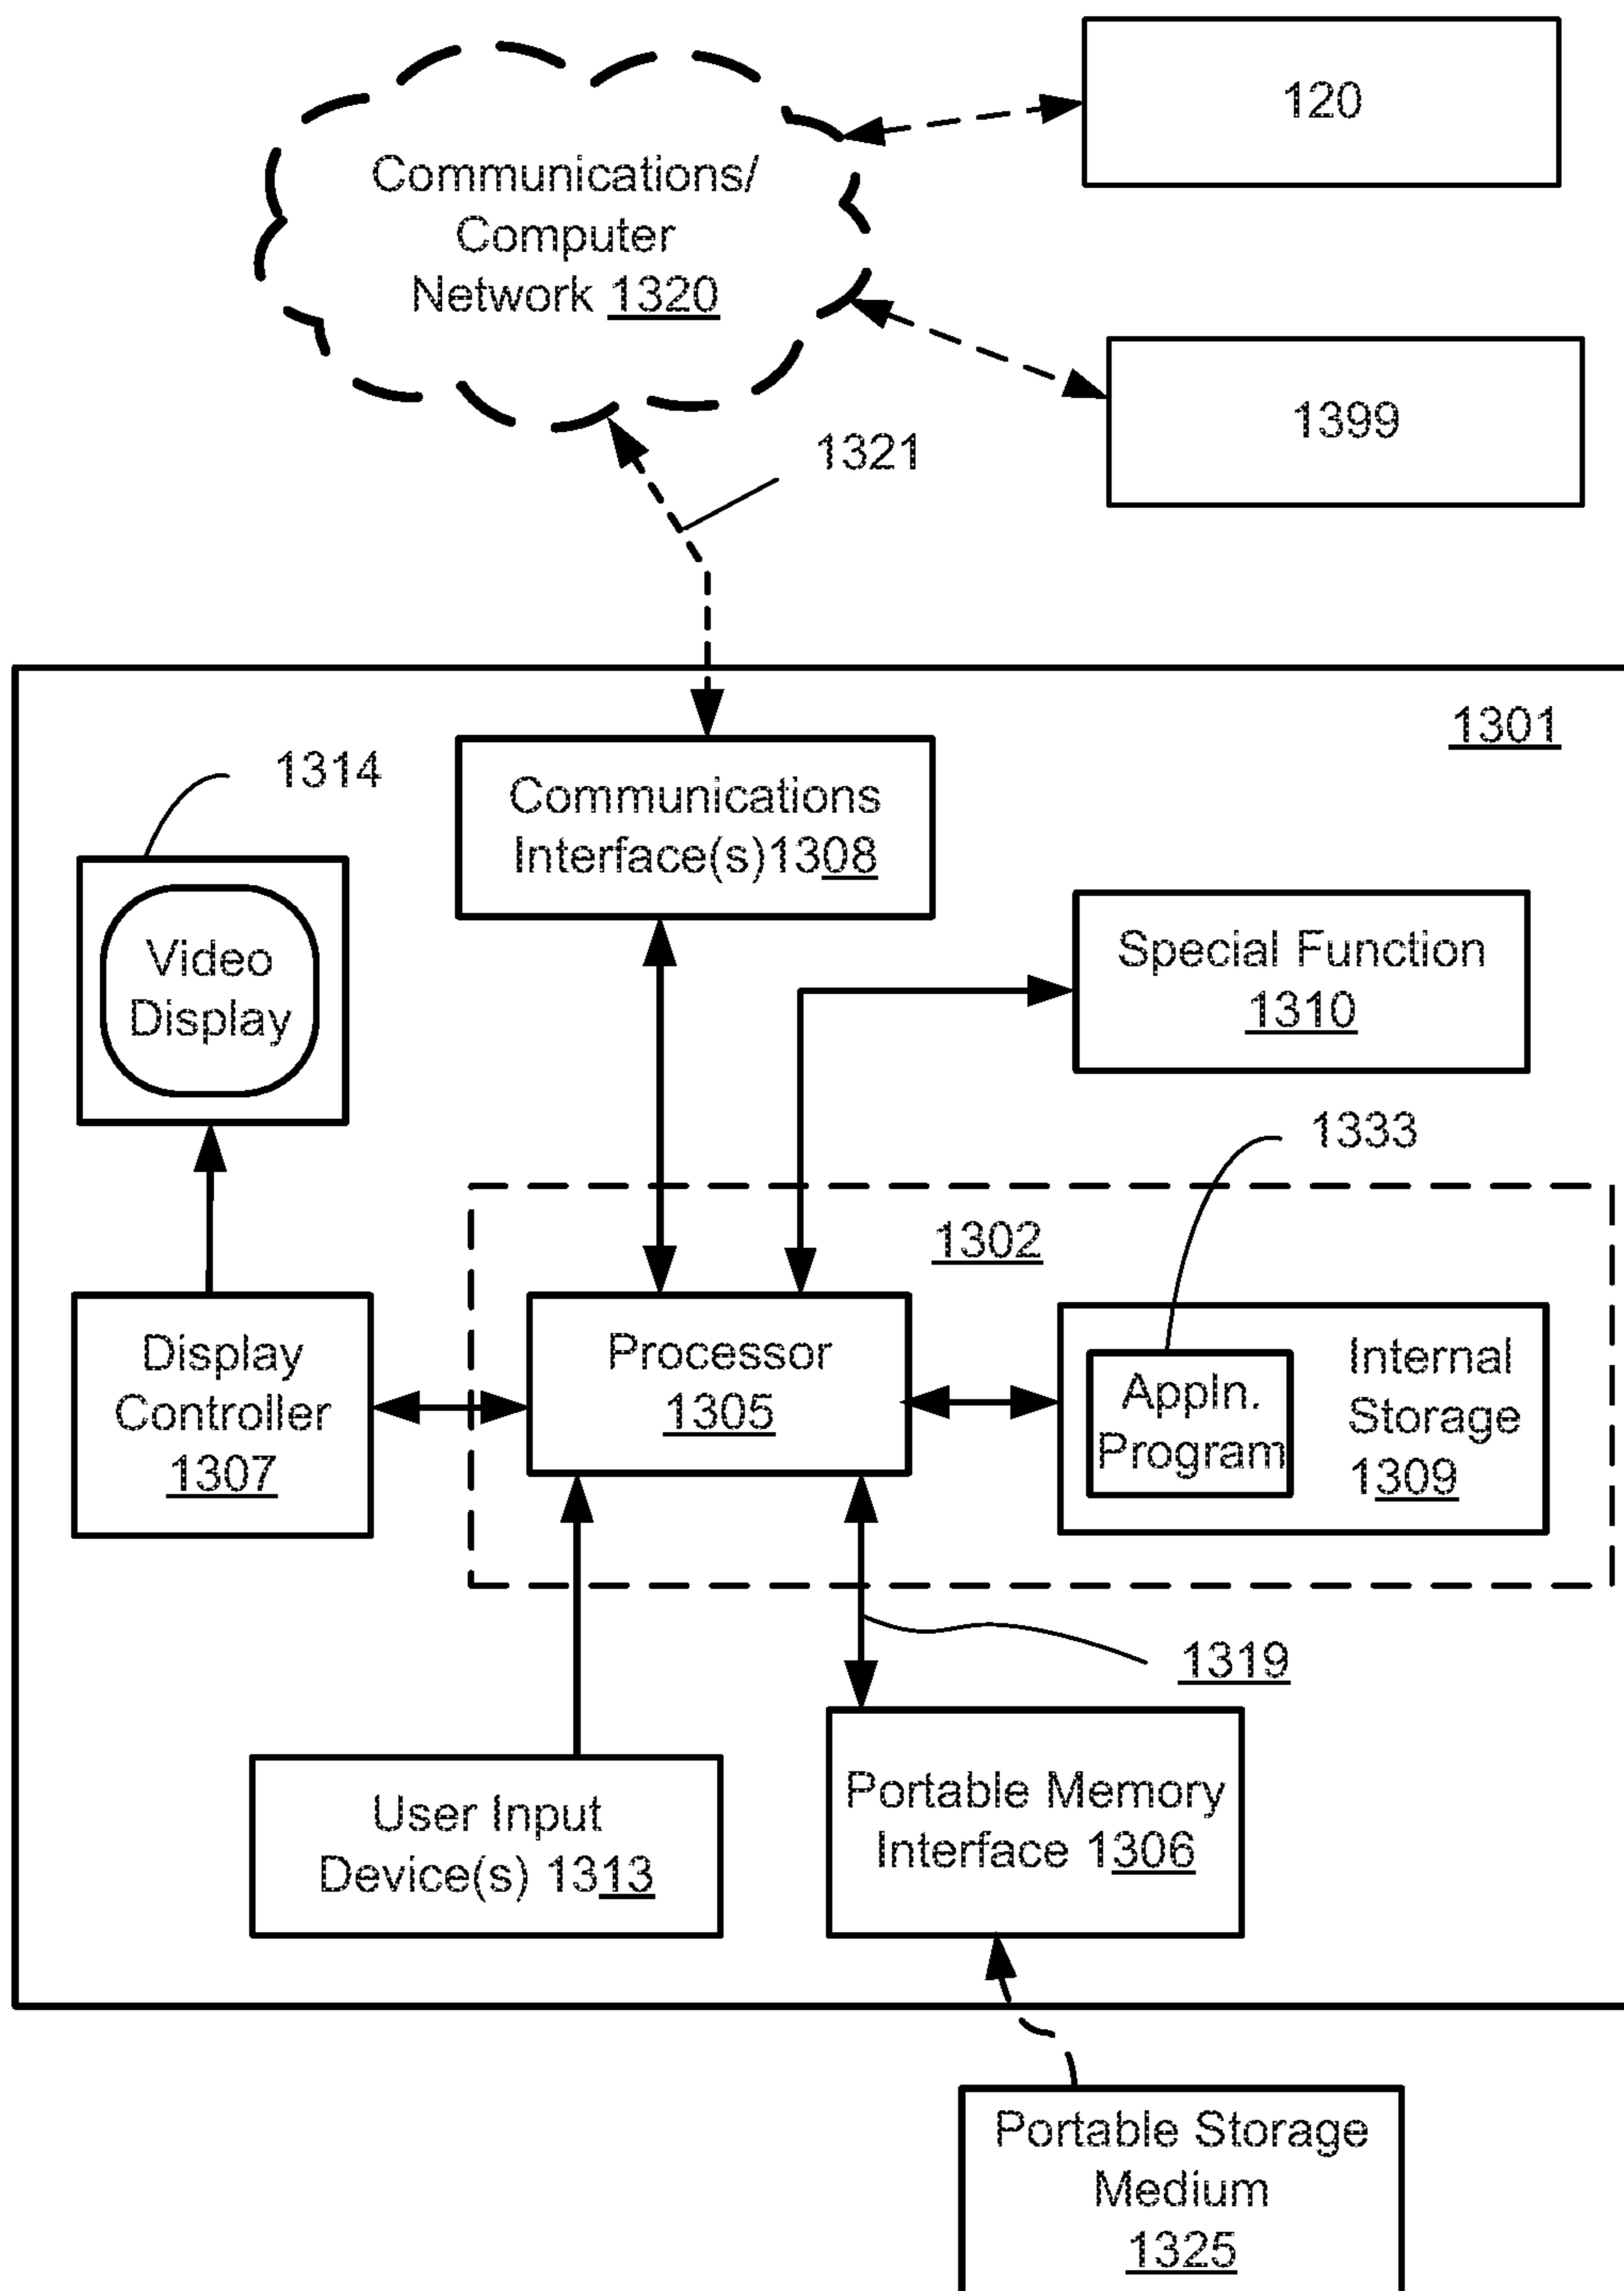 120
Communications/
Computer
Network 1320
1399
1321
1301
1314
Communications
Interface(s)1308
Video
Display
Special Function
1310
1333
1302
Display
Controller
1307
Processor
1305
Appln.
Program
Internal
Storage
1309
1319
User Input
Device(s) 1313
Portable Memory
Interface 1306
Portable Storage
Medium
1325